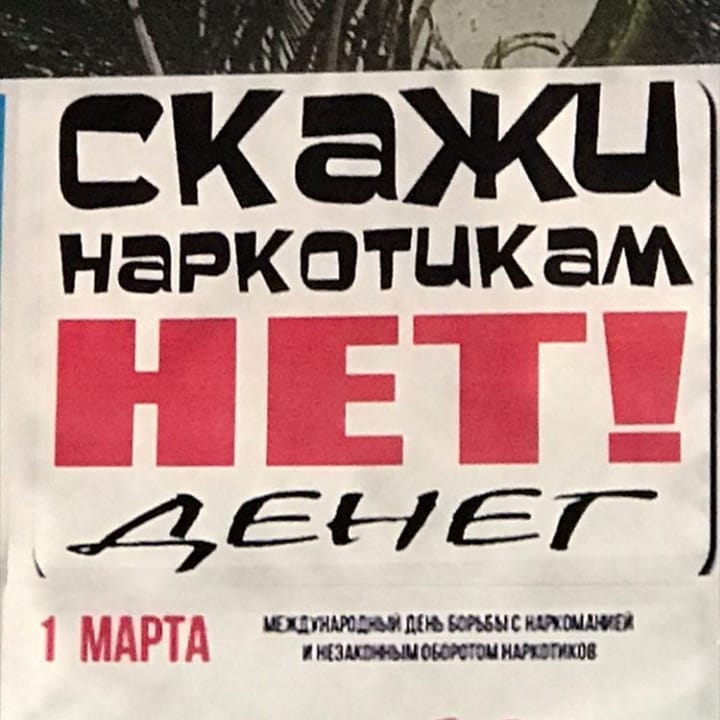 СКАЖИ
НАРКОТИКАМ
НЕТ!
ДЕНЕГ
1 МАРТА
МЕЖДУНАРОДНЫЙ ДЕНЬ БОРЬБЫ С НАРКОМАНИЕЙ
И НЕЗАКОННЫМ ОБОРОТОМ НАРКОТИКОВ